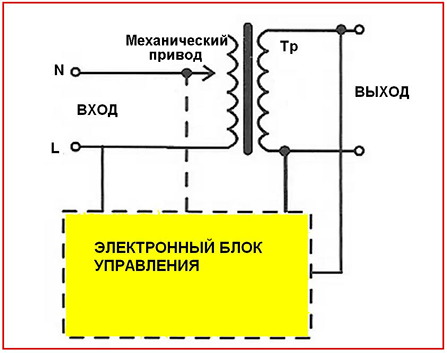 Механический
привод
Тр
N
ВХОД
ВЫХОД
L
ЭЛЕКТРОННЫЙ БЛОК
УПРАВЛЕНИЯ